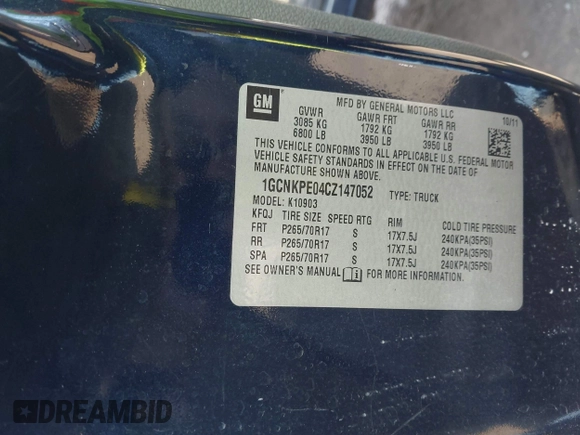 GM
MFD BY GENERAL MOTORS LLC
10/11
GVWR GAWR FRT GAWR RR
3085 KG 1792 KG 1792 KG
6800 LB 3950 LB 3950 LB
THIS VEHICLE CONFORMS TO ALL APPLICABLE U.S. FEDERAL MOTOR
VEHICLE SAFETY STANDARDS IN EFFECT ON THE DATE OF
MANUFACTURE SHOWN ABOVE.
1GCNKPE04CZ147052 TYPE: TRUCK
MODEL: K10903
KFQJ TIRE SIZE SPEED RTG RIM COLD TIRE PRESSURE
FRT P265/70R17 S 17X7.5J 240KPA(35PSI)
RR P265/70R17 S 17X7.5J 240KPA(35PSI)
SPA P265/70R17 S 17X7.5J 240KPA(35PSI)
SEE OWNER'S MANUAL FOR MORE INFORMATION.
DREAMBID